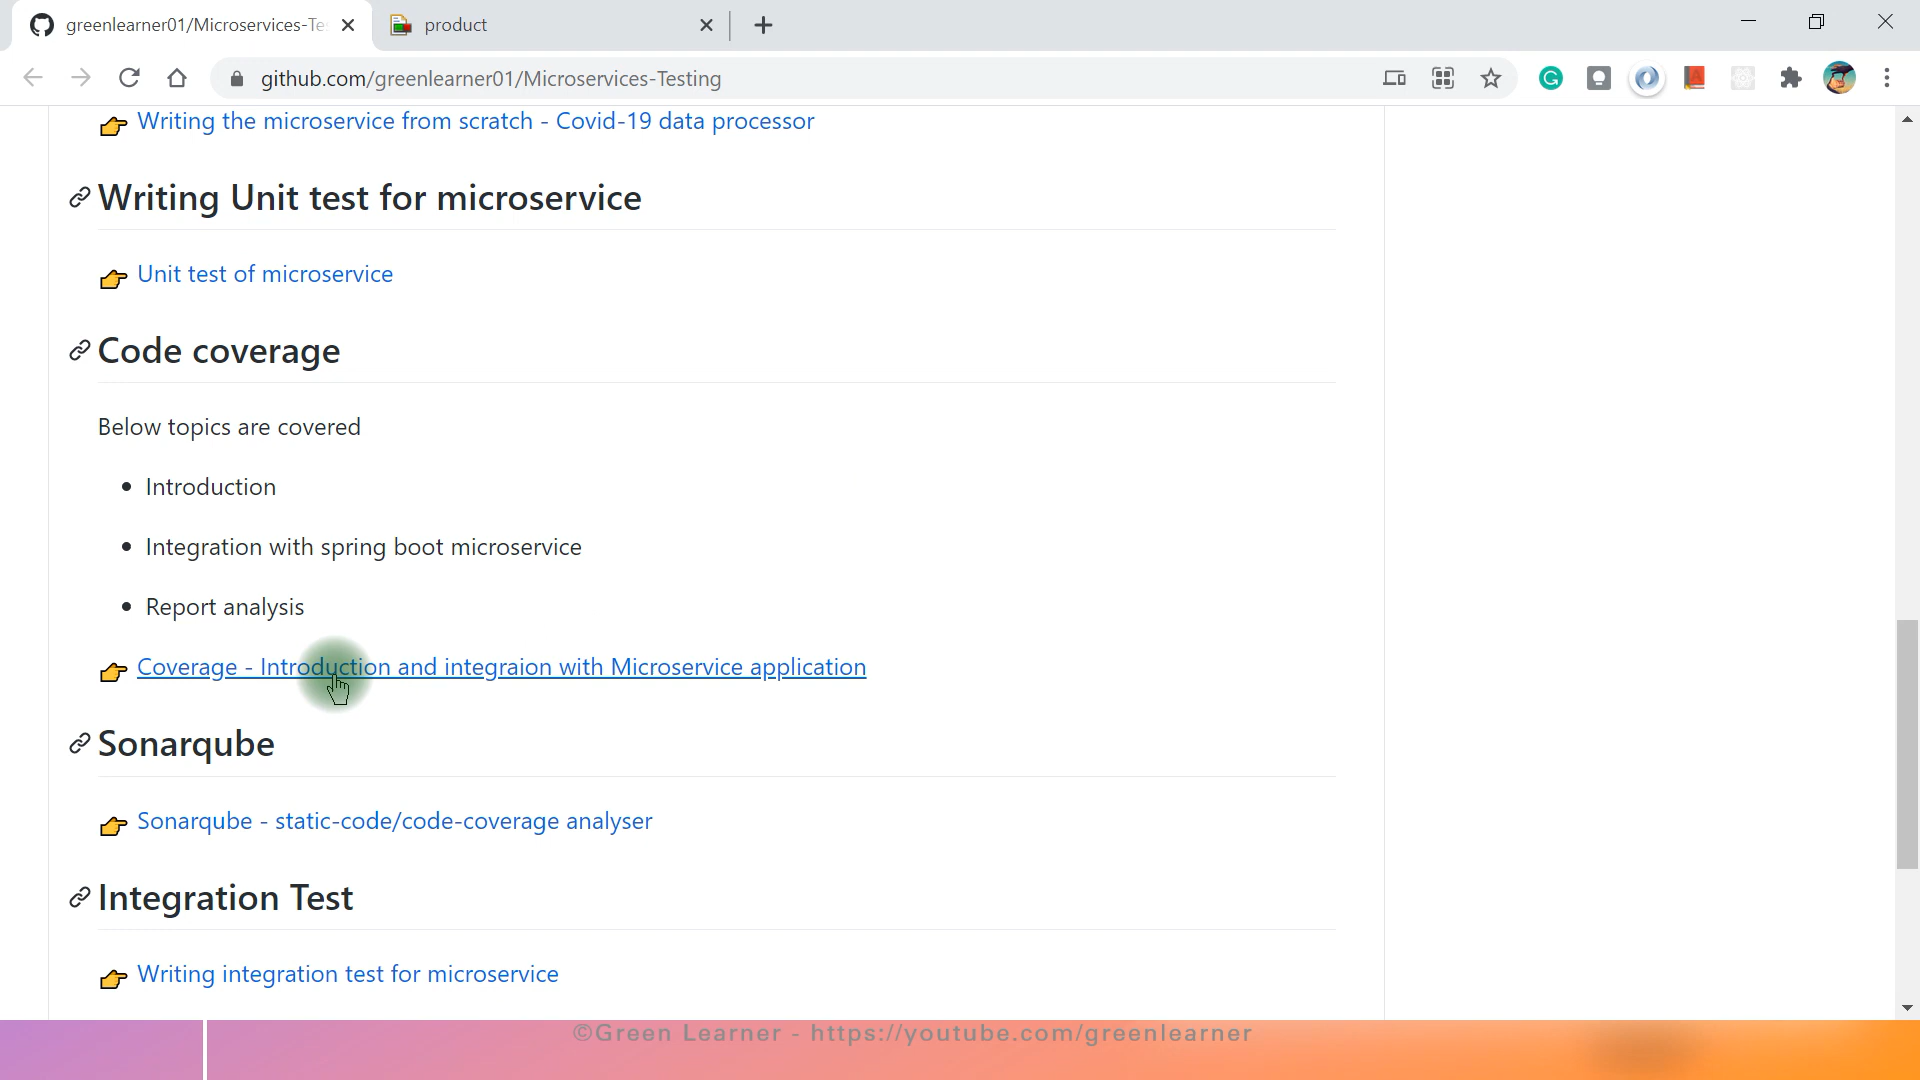 greenlearner01/Microservices-Te
product
github.com/greenlearner01/Microservices-Testing
Writing the microservice from scratch - Covid-19 data processor
Writing Unit test for microservice
Unit test of microservice
Code coverage
Below topics are covered
Introduction
Integration with spring boot microservice
Report analysis
Coverage - Introduction and integraion with Microservice application
Sonarqube
Sonarqube - static-code/code-coverage analyser
Integration Test
Writing integration test for microservice
©Green Learner - https://youtube.com/greenlearner